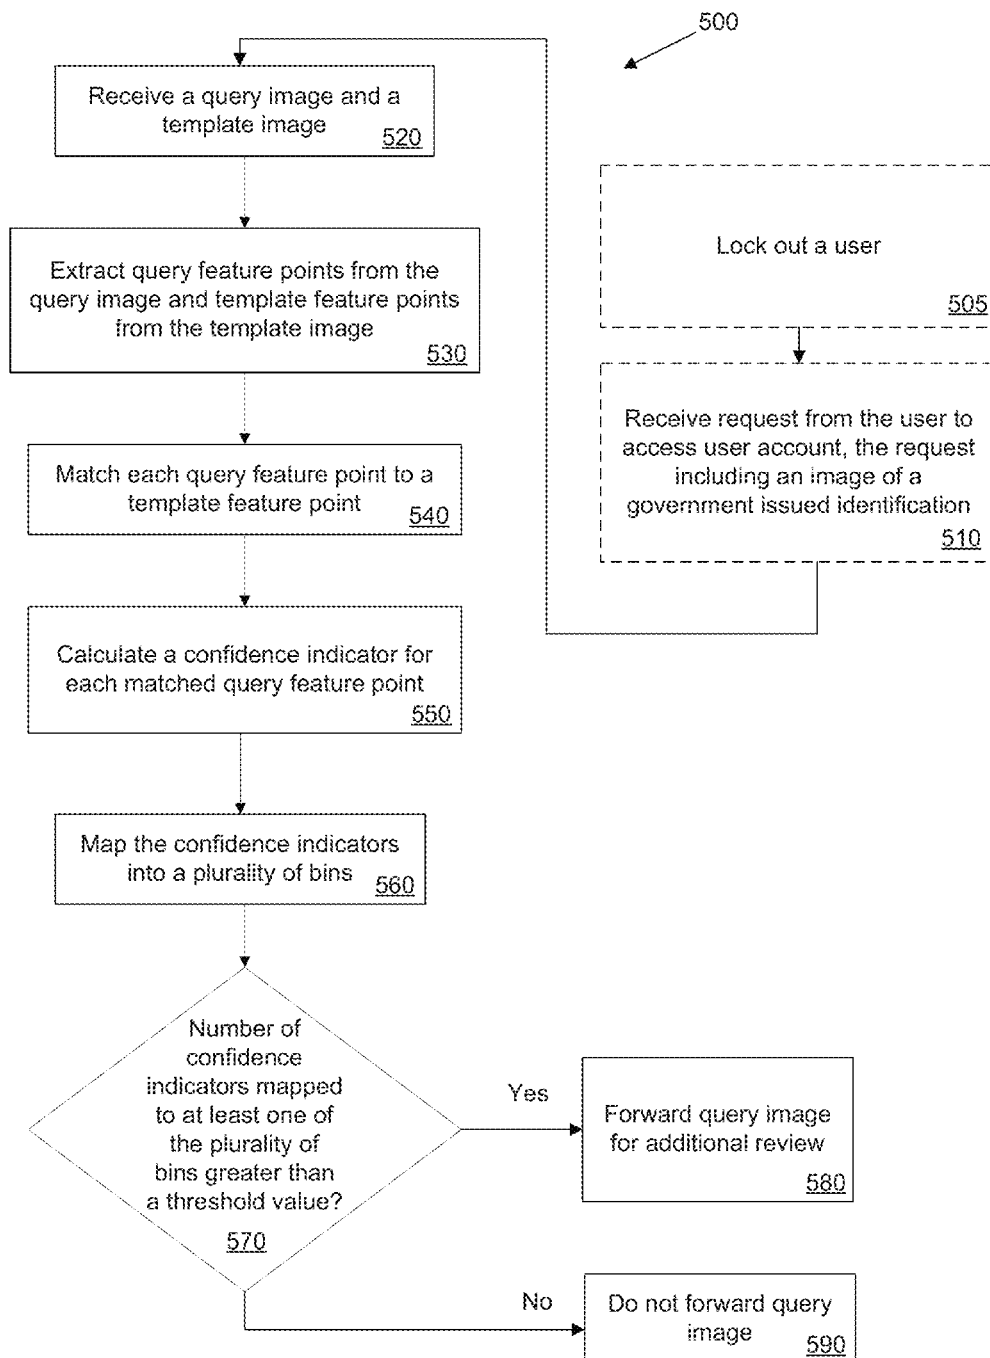 500
Receive a query image and a
template image
520
Extract query feature points from the
query image and template feature points
from the template image
530
Match each query feature point to a
template feature point
540
Calculate a confidence indicator for
each matched query feature point
550
Map the confidence indicators
into a plurality of bins
560
Number of
confidence
indicators mapped
to at least one of
the plurality of
bins greater than
a threshold value?
570
Yes
Forward query image
for additional review
580
No
Do not forward query
image
590
Lock out a user
505
Receive request from the user to
access user account, the request
including an image of a
government issued identification
510